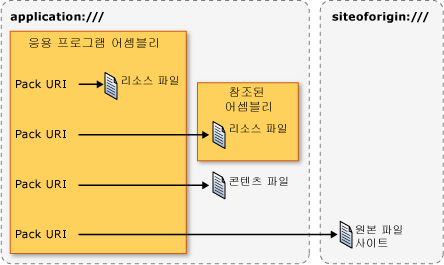 application:///
siteoforigin:///
응용 프로그램 어셈블리
Pack URI
리소스 파일
참조된
어셈블리
Pack URI
리소스 파일
Pack URI
콘텐츠 파일
Pack URI
원본 파일
사이트